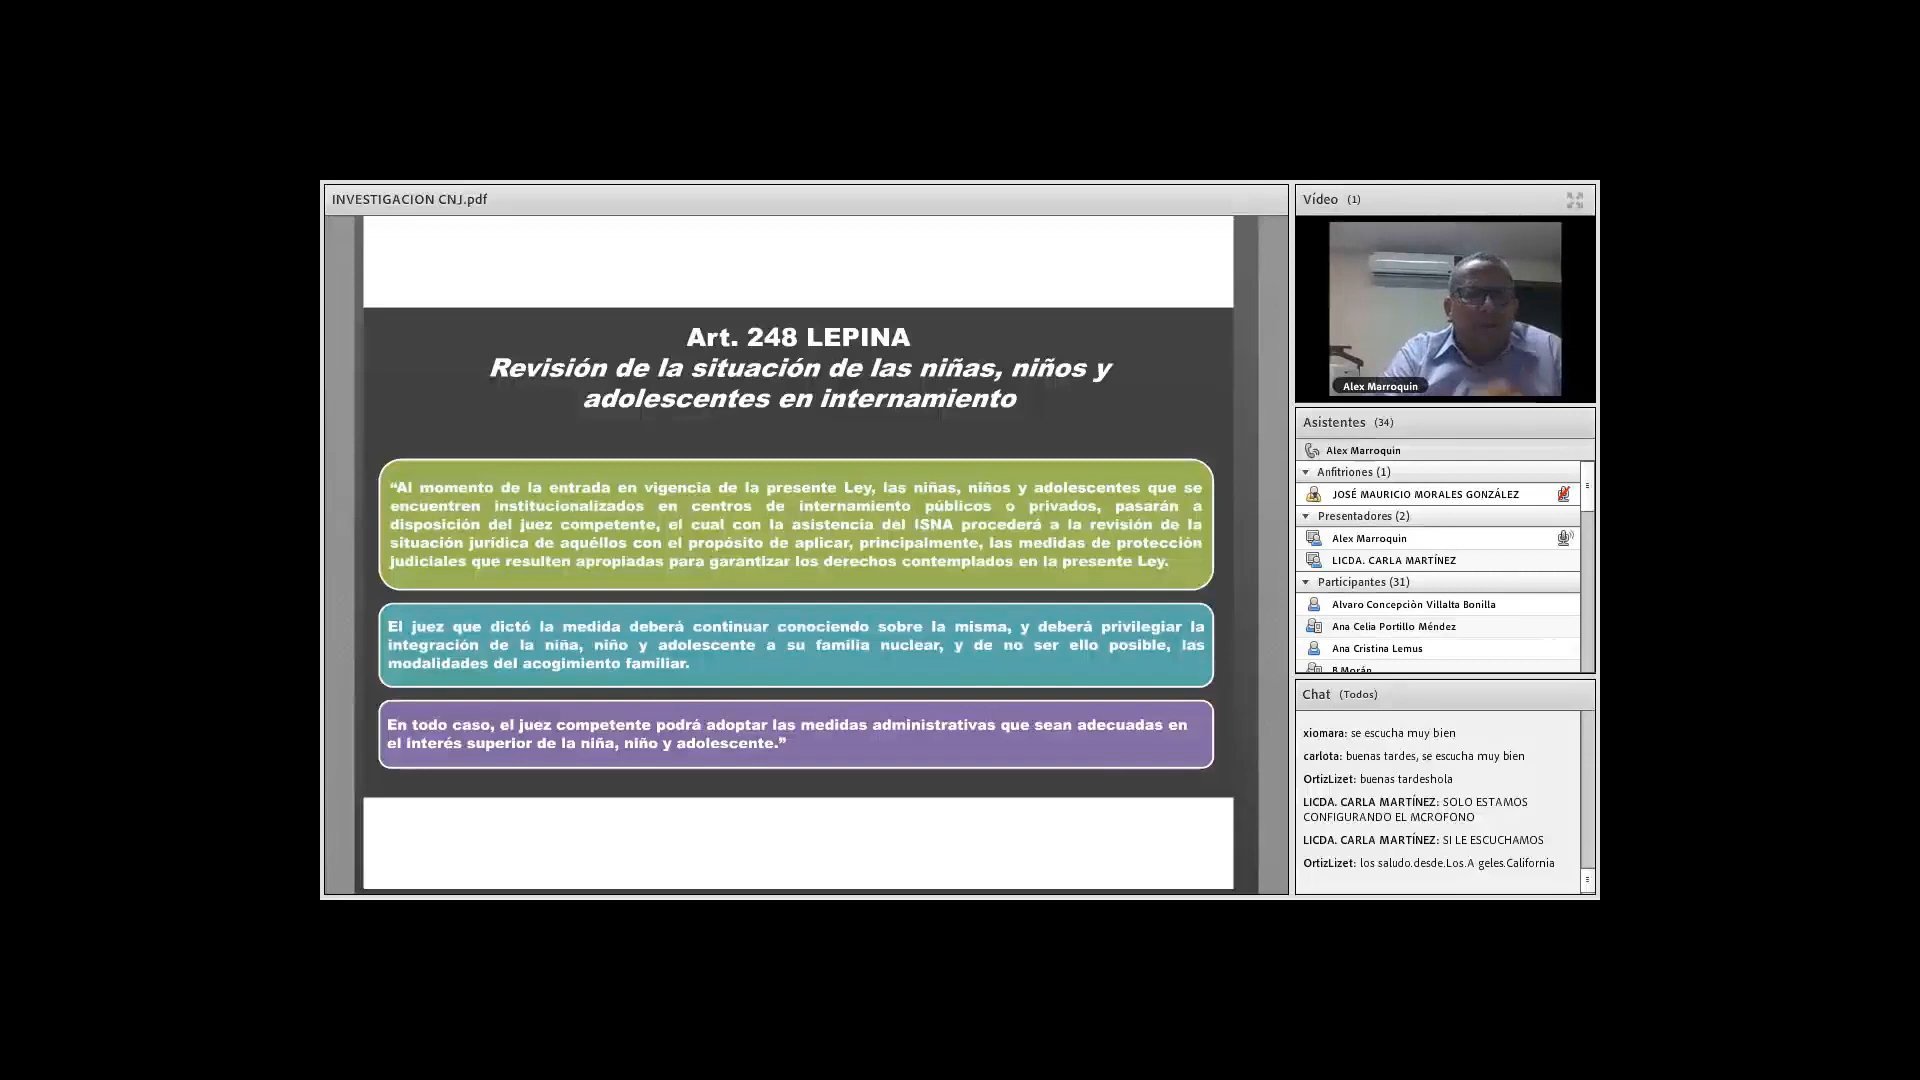 INVESTIGACION CNJ.pdf
Art. 248 LEPINA
Revisión de la situación de las niñas, niños y
adolescentes en internamiento
“Al momento de la entrada en vigencia de la presente Ley, las niñas, niños y adolescentes que se
encuentren institucionalizados en centros de internamiento públicos o privados, pasarán a
disposición del juez competente, el cual con la asistencia del ISNA procederá a la revisión de la
situación jurídica de aquéllos con el propósito de aplicar, principalmente, las medidas de protección
judiciales que resulten apropiadas para garantizar los derechos contemplados en la presente Ley.
El juez que dictó la medida deberá continuar conociendo sobre la misma, y deberá privilegiar la
integración de la niña, niño y adolescente a su familia nuclear, y de no ser ello posible, las
modalidades del acogimiento familiar.
En todo caso, el juez competente podrá adoptar las medidas administrativas que sean adecuadas en
el interés superior de la niña, niño y adolescente.”
Vídeo (1)
Alex Marroquin
Asistentes (34)
Alex Marroquin
Anfitriones (1)
JOSÉ MAURICIO MORALES GONZÁLEZ
Presentadores (2)
Alex Marroquin
LICDA. CARLA MARTÍNEZ
Participantes (31)
Alvaro Concepciòn Villalta Bonilla
Ana Celia Portillo Méndez
Ana Cristina Lemus
B Morán
Chat (Todos)
xiomara: se escucha muy bien
carlota: buenas tardes, se escucha muy bien
OrtizLizet: buenas tardeshola
LICDA. CARLA MARTÍNEZ: SOLO ESTAMOS
CONFIGURANDO EL MCROFONO
LICDA. CARLA MARTÍNEZ: SI LE ESCUCHAMOS
OrtizLizet: los saludo.desde.Los.A geles.California